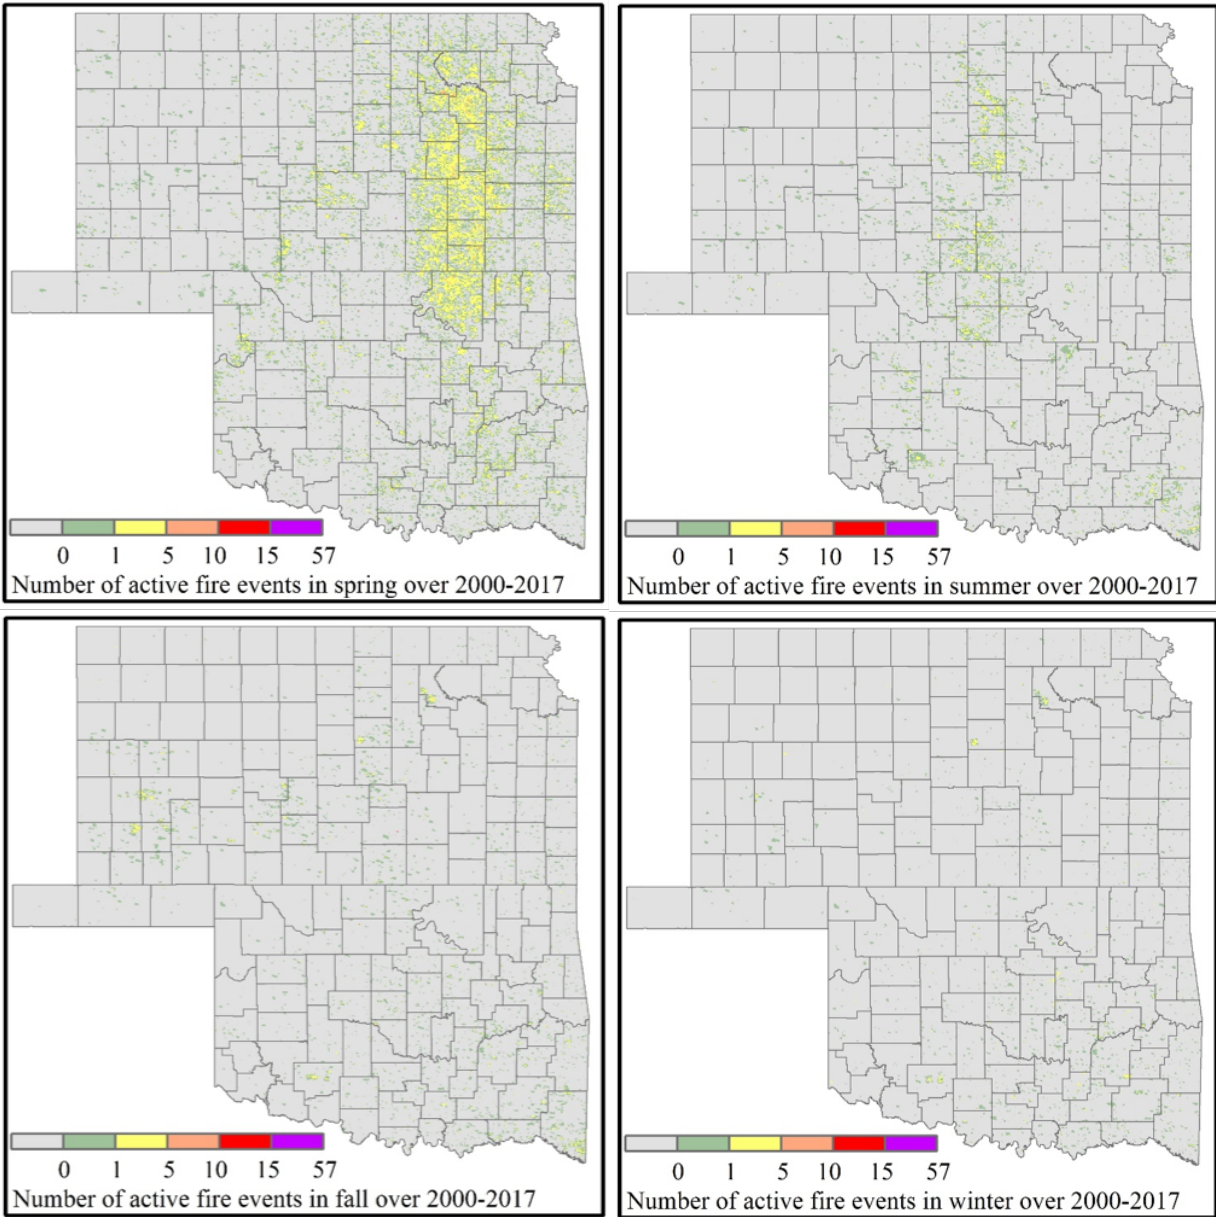 0 1 5 10 15 57
Number of active fire events in spring over 2000-2017
0 1 5 10 15 57
Number of active fire events in summer over 2000-2017
0 1 5 10 15 57
Number of active fire events in fall over 2000-2017
0 1 5 10 15 57
Number of active fire events in winter over 2000-2017